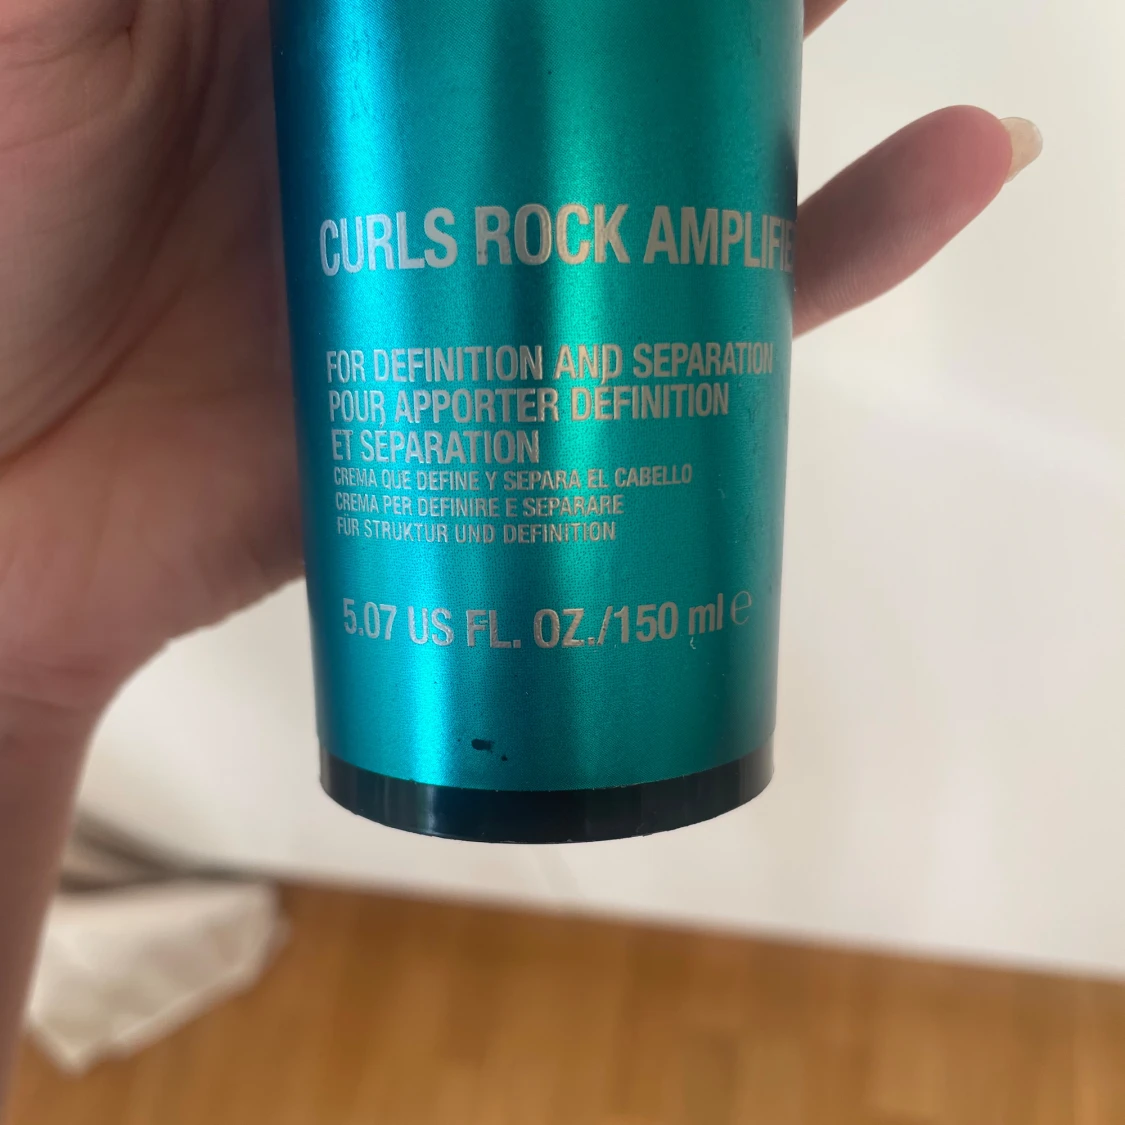 CURLS ROCK AMPLIFIE
FOR DEFINITION AND SEPARATION
POUR APPORTER DÉFINITION
ET SÉPARATION
CREMA QUE DEFINE Y SEPARA EL CABELLO
CREMA PER DEFINIRE E SEPARARE
FÜR STRUKTUR UND DEFINITION
5.07 US FL. OZ./150 ml ℮